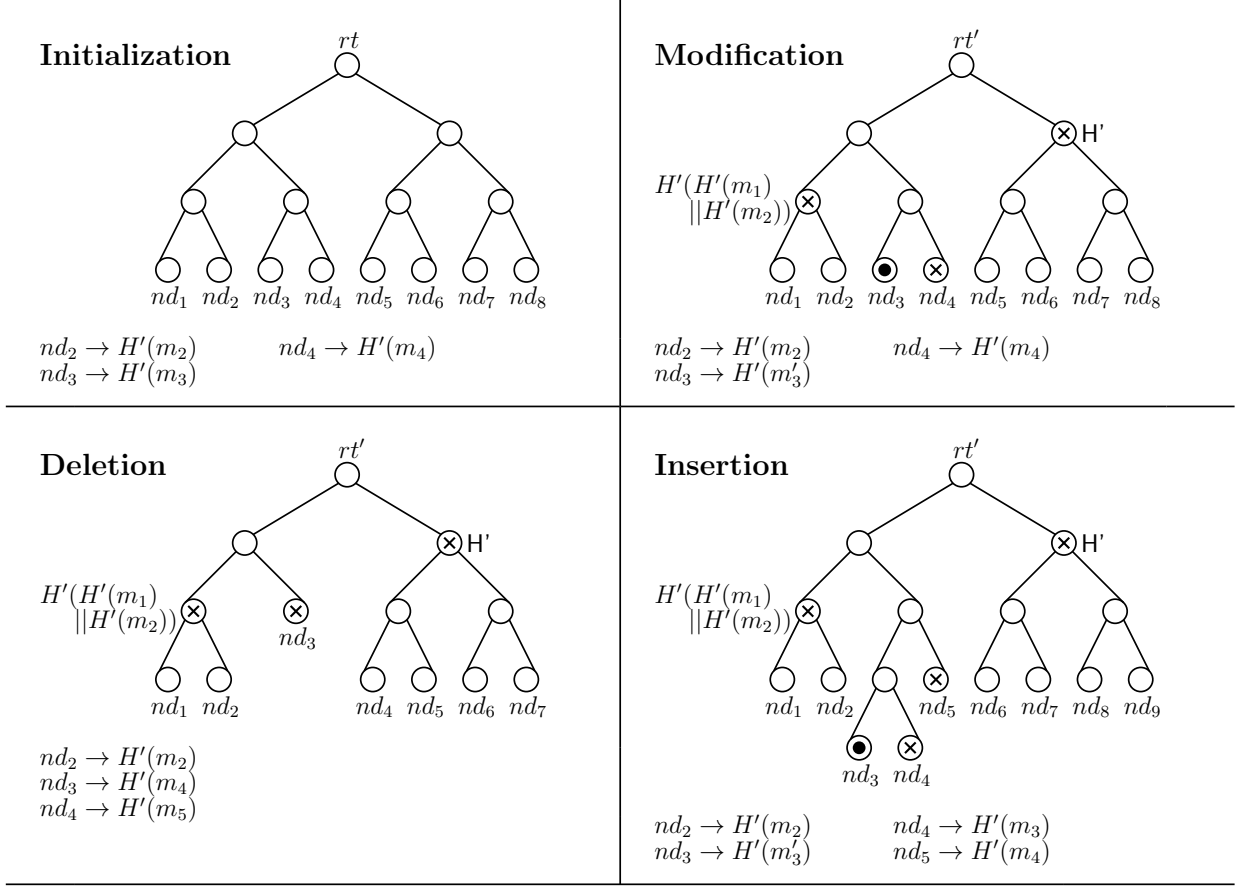 Initialization
rt
nd₁ nd₂ nd₃ nd₄ nd₅ nd₆ nd₇ nd₈
nd₂ → H′(m₂) nd₄ → H′(m₄)
nd₃ → H′(m₃)
Modification
rt′
H'
H′(H′(m₁)
||H′(m₂))
nd₁ nd₂ nd₃ nd₄ nd₅ nd₆ nd₇ nd₈
nd₂ → H′(m₂) nd₄ → H′(m₄)
nd₃ → H′(m′₃)
Deletion
rt′
H'
H′(H′(m₁)
||H′(m₂))
nd₃
nd₁ nd₂ nd₄ nd₅ nd₆ nd₇
nd₂ → H′(m₂)
nd₃ → H′(m₄)
nd₄ → H′(m₅)
Insertion
rt′
H'
H′(H′(m₁)
||H′(m₂))
nd₁ nd₂ nd₅ nd₆ nd₇ nd₈ nd₉
nd₃ nd₄
nd₂ → H′(m₂) nd₄ → H′(m₃)
nd₃ → H′(m′₃) nd₅ → H′(m₄)